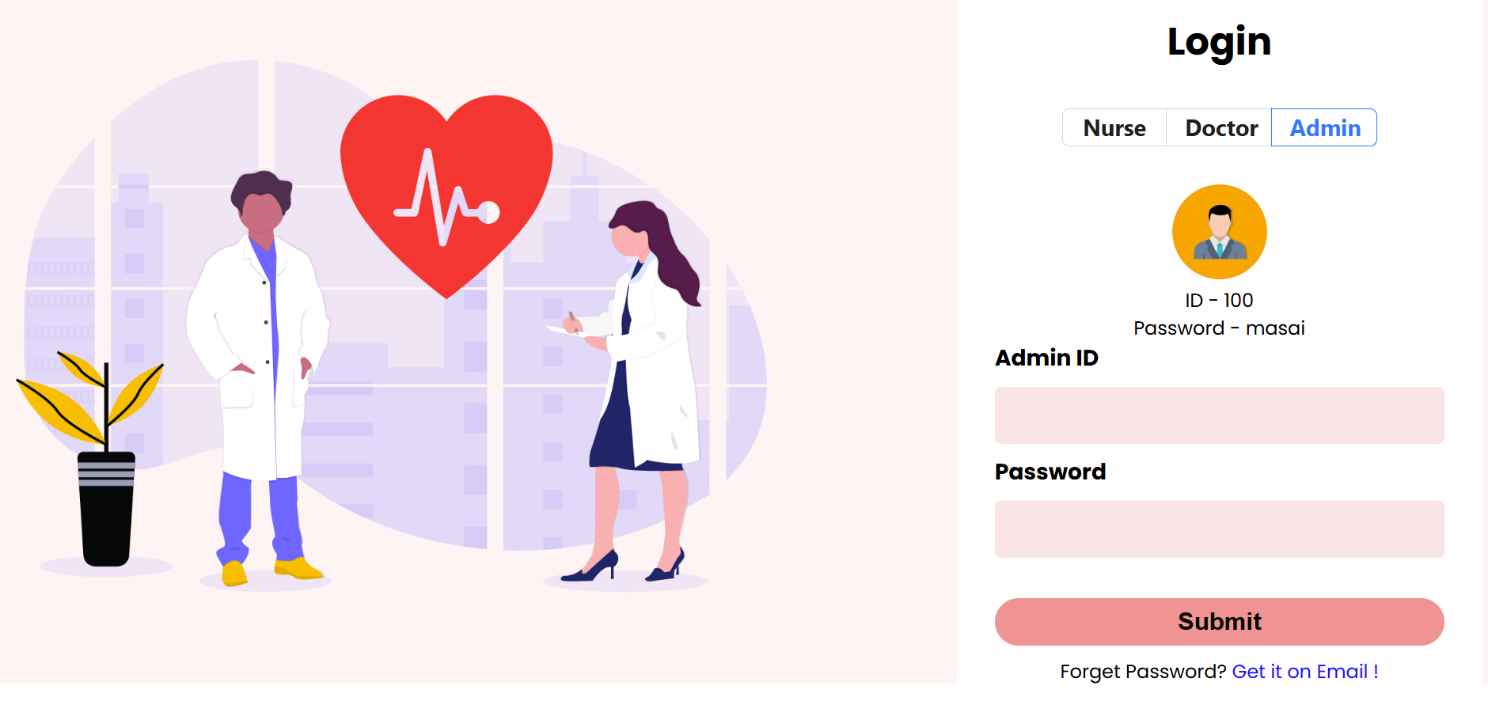 Login
Nurse Doctor Admin
ID - 100
Password - masai
Admin ID
Password
Submit
Forget Password? Get it on Email !